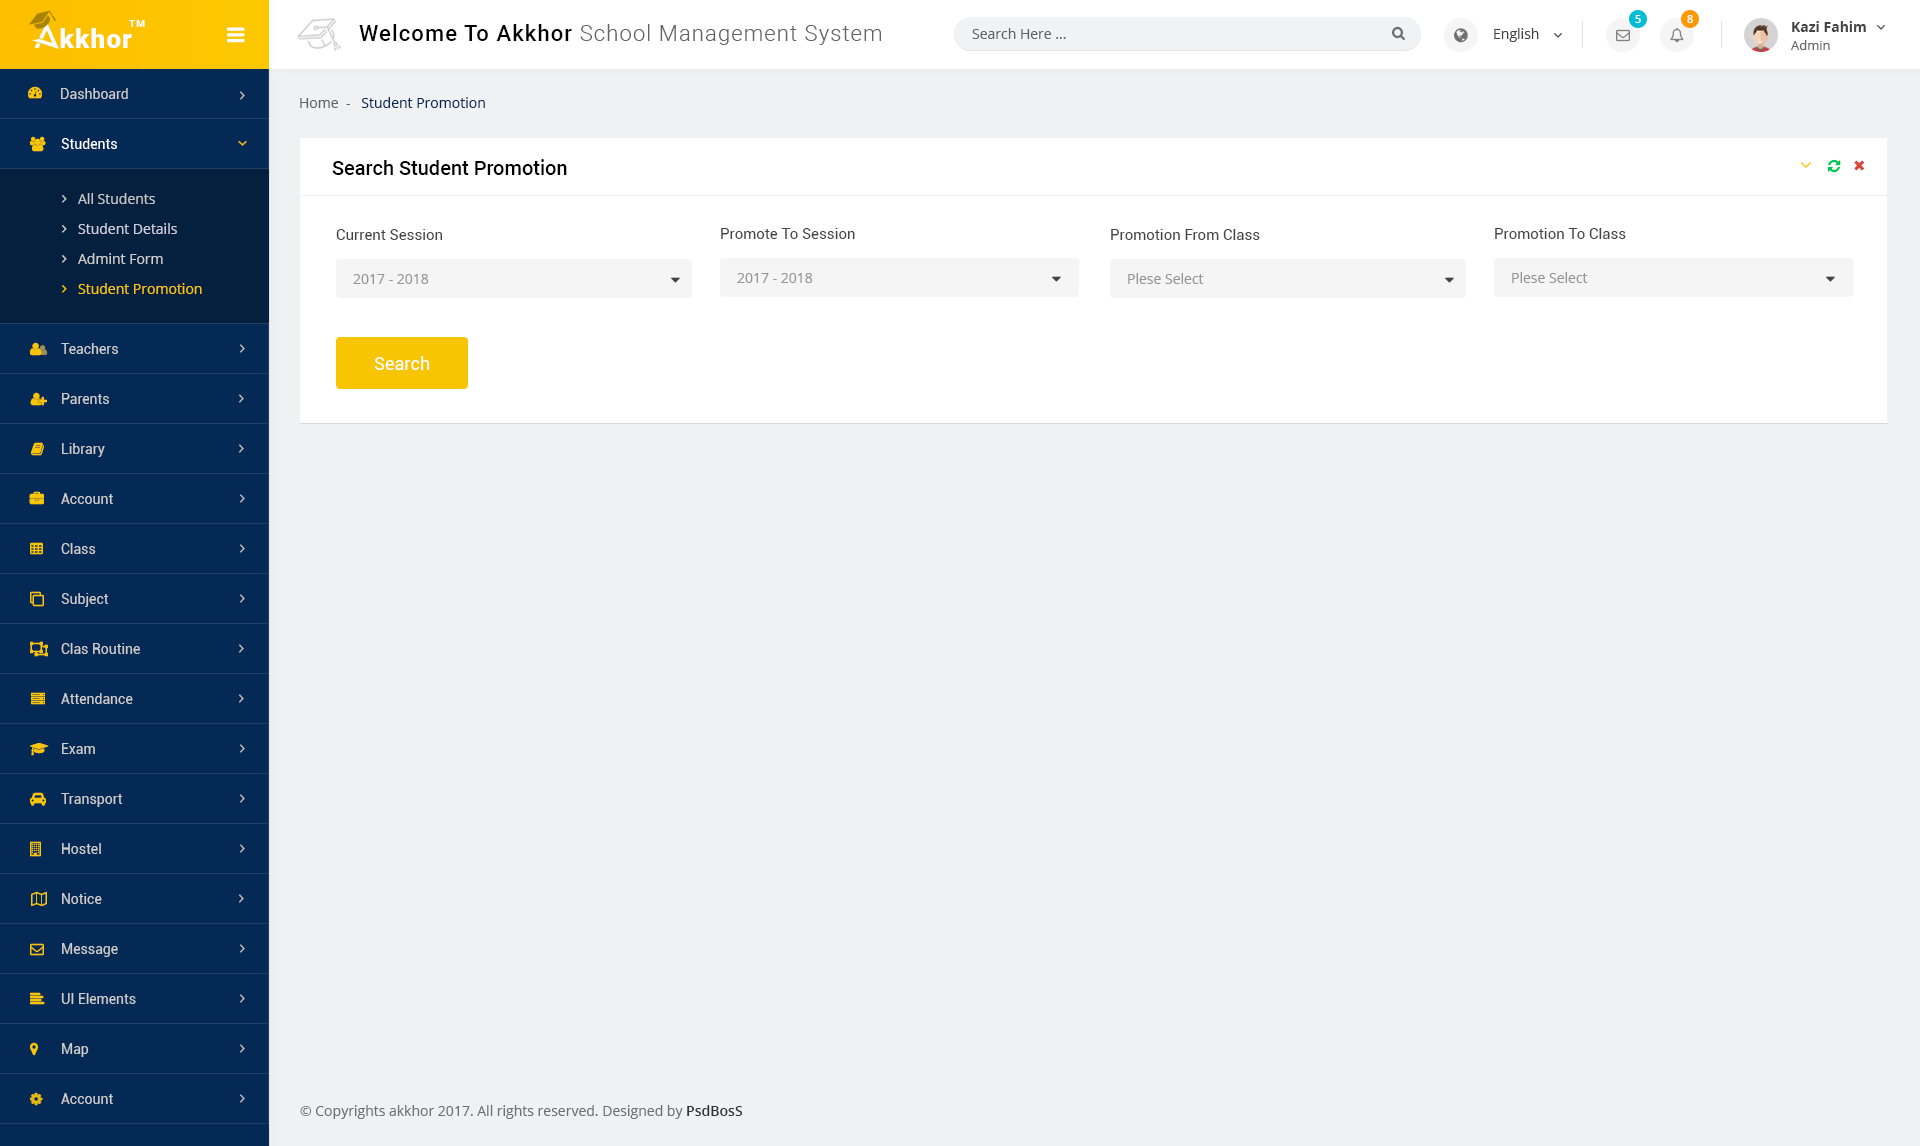 Akkhor™
Welcome To Akkhor School Management System
Search Here ...
English
5
8
Kazi Fahim
Admin
Dashboard
Students
All Students
Student Details
Admint Form
Student Promotion
Teachers
Parents
Library
Account
Class
Subject
Clas Routine
Attendance
Exam
Transport
Hostel
Notice
Message
UI Elements
Map
Account
Home - Student Promotion
Search Student Promotion
Current Session
Promote To Session
Promotion From Class
Promotion To Class
2017 - 2018
2017 - 2018
Plese Select
Plese Select
Search
© Copyrights akkhor 2017. All rights reserved. Designed by PsdBosS